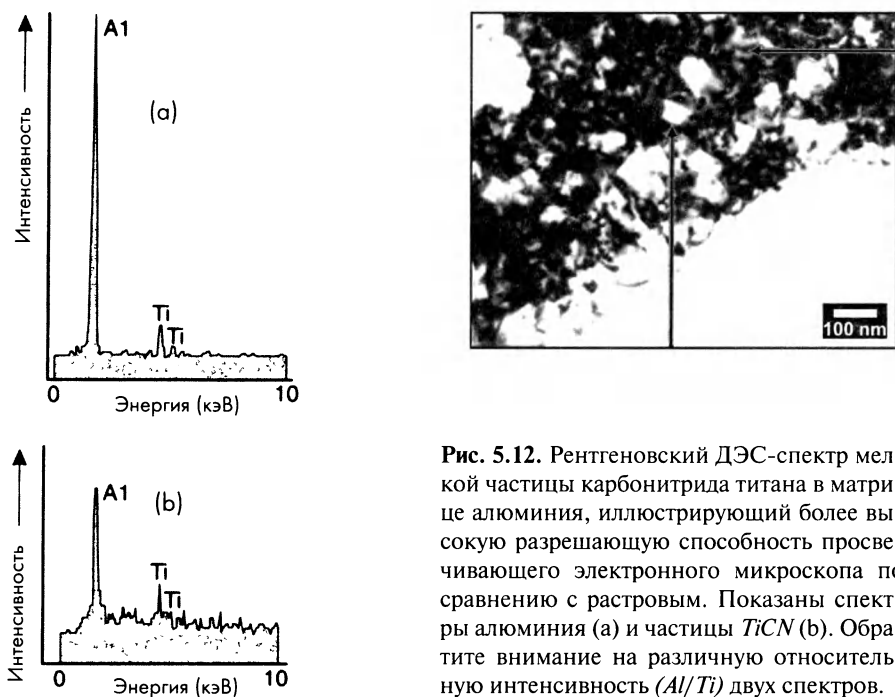 Интенсивность
A1
(a)
Ti
Ti
0
10
Энергия (кэВ)
100 nm
Интенсивность
A1
(b)
Ti
Ti
0
10
Энергия (кэВ)
Рис. 5.12. Рентгеновский ДЭС-спектр мел
кой частицы карбонитрида титана в матри
це алюминия, иллюстрирующий более вы
сокую разрешающую способность просве
чивающего электронного микроскопа по
сравнению с растровым. Показаны спект
ры алюминия (a) и частицы TiCN (b). Обра
тите внимание на различную относитель
ную интенсивность (Al/Ti) двух спектров.